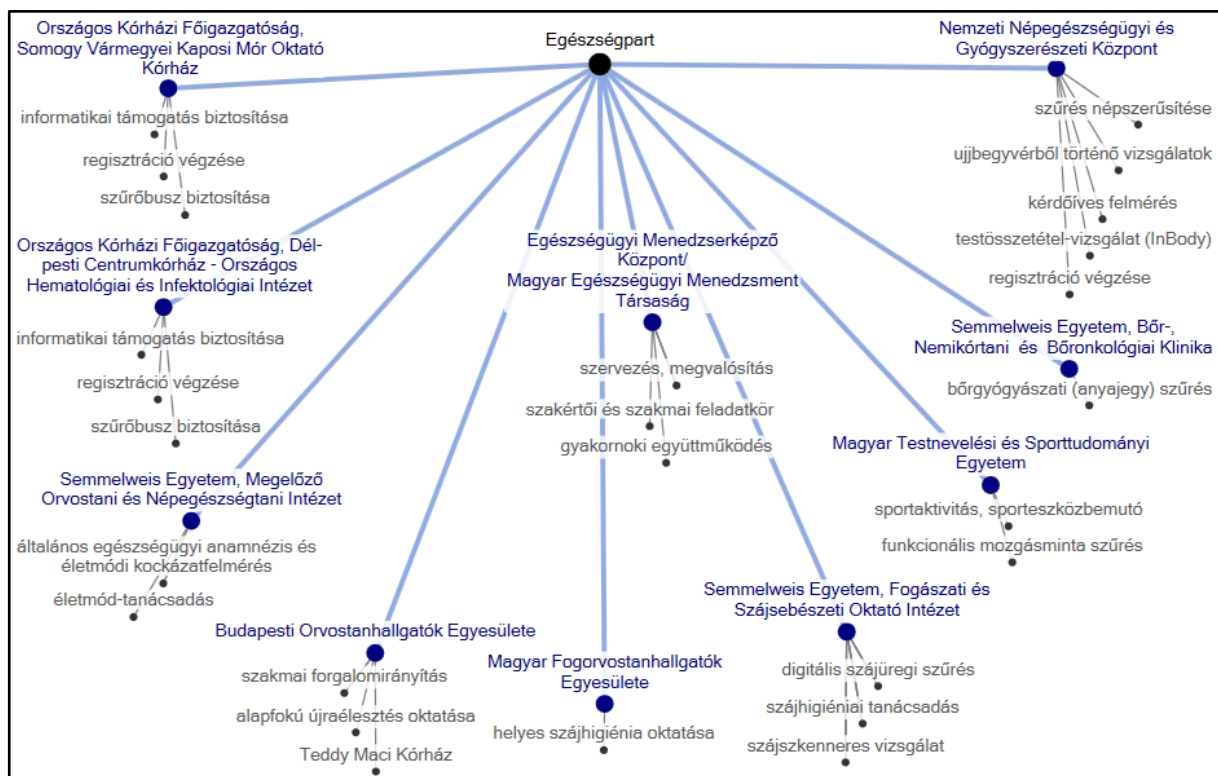 Egészségpart
Országos Kórházi Főigazgatóság,
Somogy Vármegyei Kaposi Mór Oktató
Kórház
informatikai támogatás biztosítása
regisztráció végzése
szűrőbusz biztosítása
Országos Kórházi Főigazgatóság, Dél-
pesti Centrumkórház - Országos
Hematológiai és Infektológiai Intézet
informatikai támogatás biztosítása
regisztráció végzése
szűrőbusz biztosítása
Semmelweis Egyetem, Megelőző
Orvostani és Népegészségtani Intézet
általános egészségügyi anamnézis és
életmódi kockázatfelmérés
életmód-tanácsadás
Budapesti Orvostanhallgatók Egyesülete
szakmai forgalomirányítás
alapfokú újraélesztés oktatása
Teddy Maci Kórház
Magyar Fogorvostanhallgatók
Egyesülete
helyes szájhigiénia oktatása
Egészségügyi Menedzserképző
Központ/
Magyar Egészségügyi Menedzsment
Társaság
szervezés, megvalósítás
szakértői és szakmai feladatkör
gyakornoki együttműködés
Semmelweis Egyetem, Fogászati és
Szájsebészeti Oktató Intézet
digitális szájüregi szűrés
szájhigiéniai tanácsadás
szájszkenneres vizsgálat
Magyar Testnevelési és Sporttudományi
Egyetem
sportaktivitás, sporteszközbemutó
funkcionális mozgásminta szűrés
Semmelweis Egyetem, Bőr-,
Nemikórtani és Bőronkológiai Klinika
bőrgyógyászati (anyajegy) szűrés
Nemzeti Népegészségügyi és
Gyógyszerészeti Központ
szűrés népszerűsítése
ujjbegyvérből történő vizsgálatok
kérdőíves felmérés
testösszetétel-vizsgálat (InBody)
regisztráció végzése